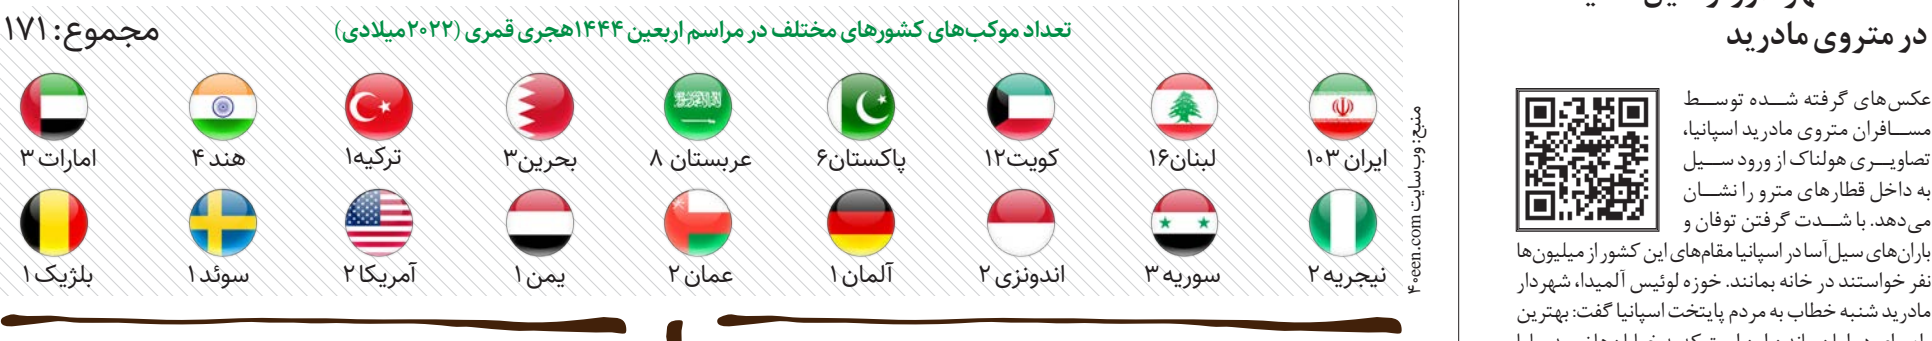 در متروی مادرید
عکس‌های گرفته شده توسط
مسافران متروی مادرید اسپانیا،
تصاویری هولناک از ورود سیل
به داخل قطارهای مترو را نشان
می‌دهد. با شدت گرفتن توفان و
باران‌های سیل‌آسا در اسپانیا مقام‌های این کشور از میلیون‌ها
نفر خواستند در خانه بمانند. خوزه لوئیس آلمیدا، شهردار
مادرید شنبه خطاب به مردم پایتخت اسپانیا گفت: بهترین
تعداد موکب‌های کشورهای مختلف در مراسم اربعین ۱۴۴۴هجری قمری (۲۰۲۲میلادی)
مجموع: ۱۷۱
ایران ۱۰۳
لبنان۱۶
کویت۱۲
پاکستان۶
عربستان ۸
بحرین۳
ترکیه۱
هند ۴
امارات ۳
نیجریه ۲
سوریه ۳
اندونزی ۲
آلمان ۱
عمان ۲
یمن ۱
آمریکا ۲
سوئد ۱
بلژیک ۱
منبع: وب‌سایت ۴۰een.com